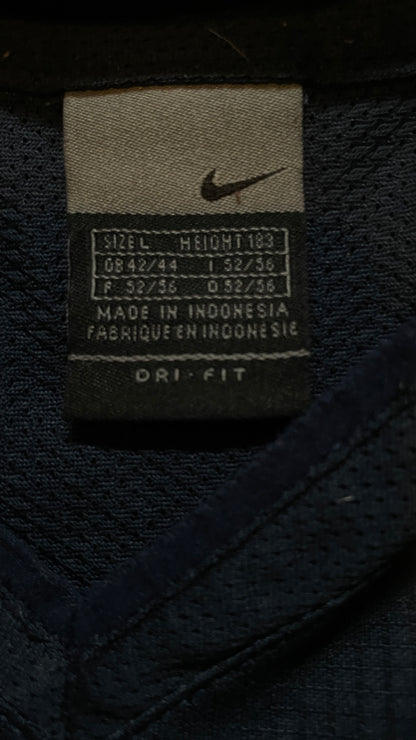 SIZE L HEIGHT 183
GB 42/44 I 52/56
F 52/56 D 52/56
MADE IN INDONESIA
FABRIQUE EN INDONESIE
DRI · FIT